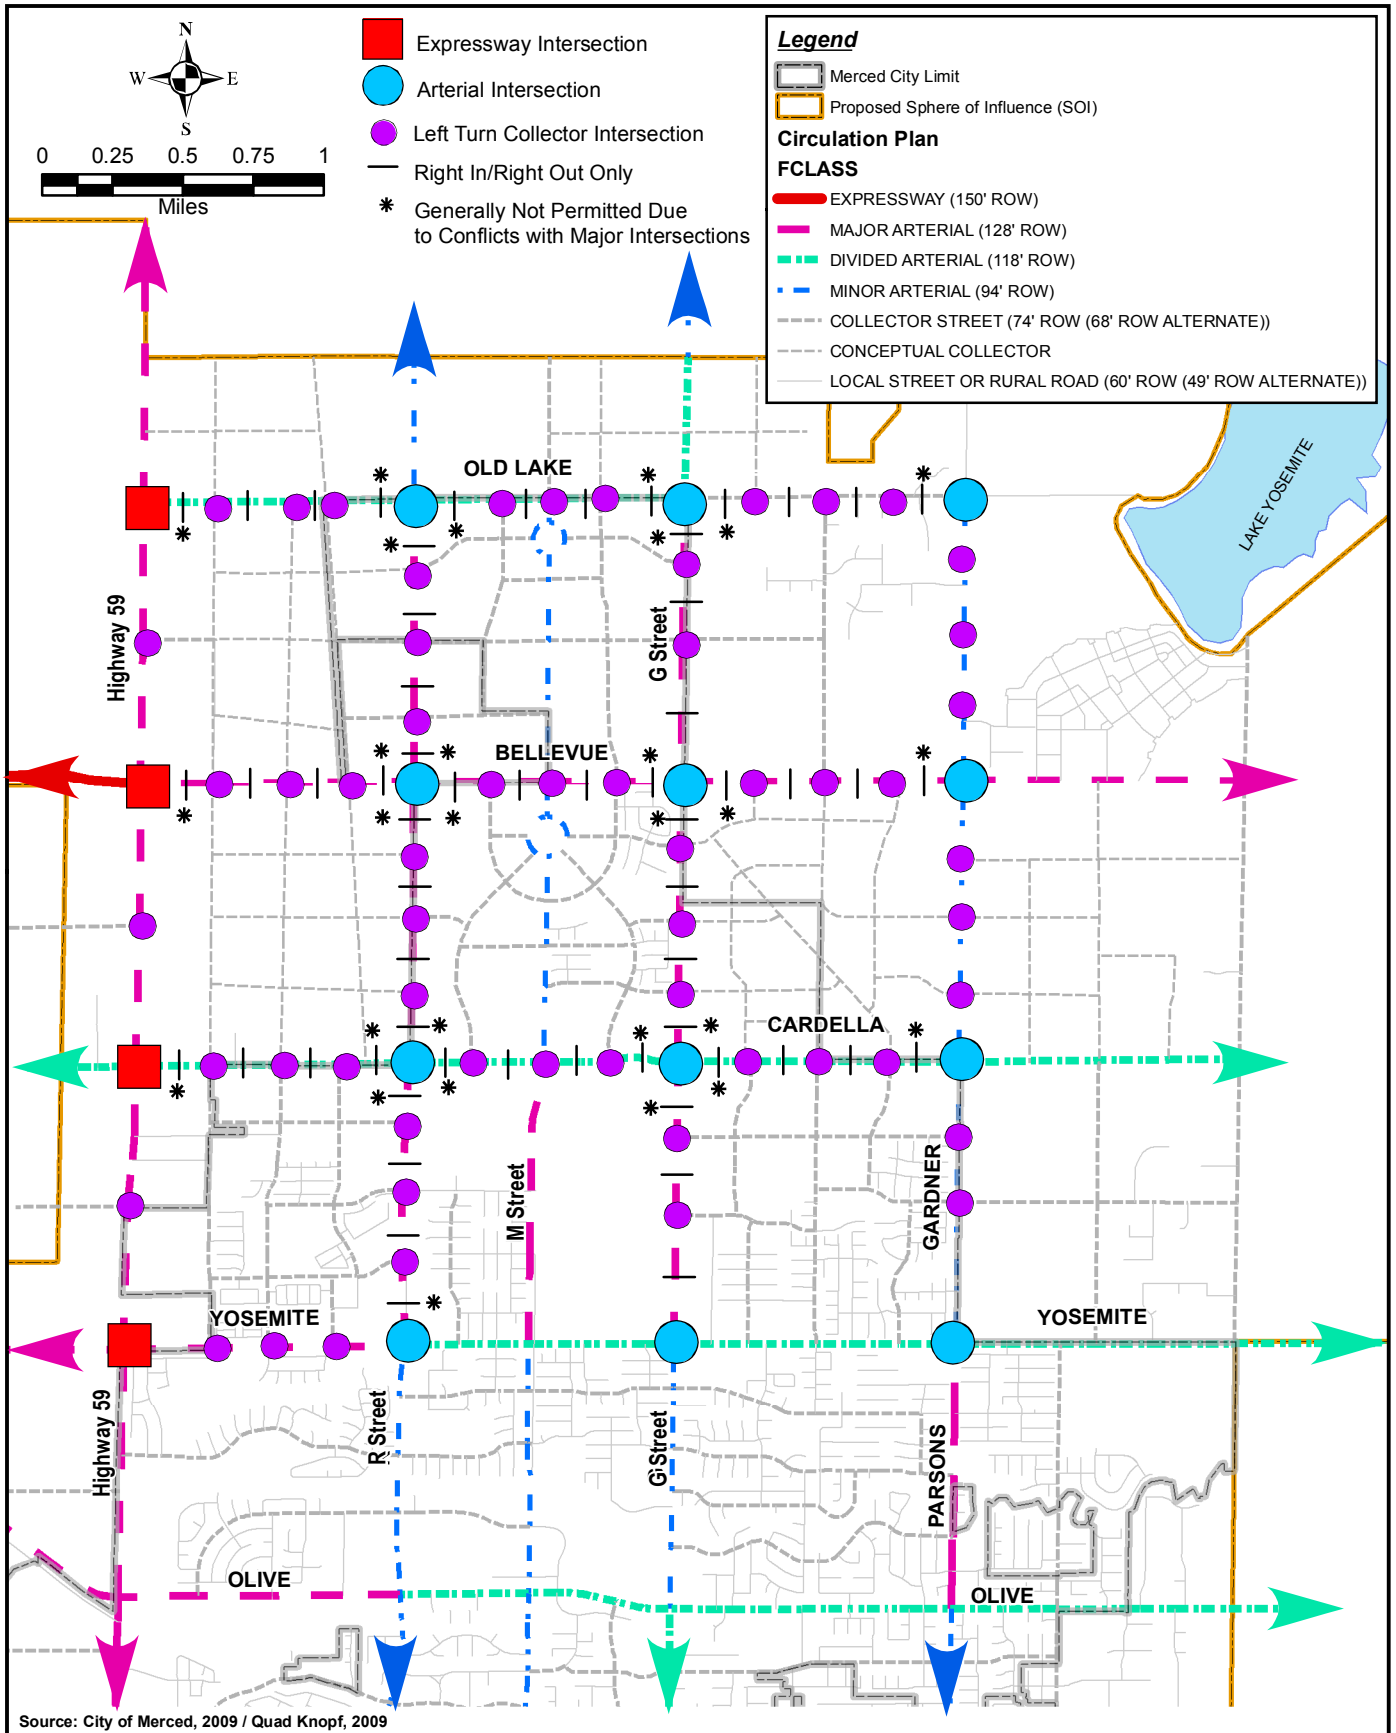 N
W
E
S
0 0.25 0.5 0.75 1
Miles
Expressway Intersection
Arterial Intersection
Left Turn Collector Intersection
Right In/Right Out Only
* Generally Not Permitted Due
to Conflicts with Major Intersections
Legend
Merced City Limit
Proposed Sphere of Influence (SOI)
Circulation Plan
FCLASS
EXPRESSWAY (150' ROW)
MAJOR ARTERIAL (128' ROW)
DIVIDED ARTERIAL (118' ROW)
MINOR ARTERIAL (94' ROW)
COLLECTOR STREET (74' ROW (68' ROW ALTERNATE))
CONCEPTUAL COLLECTOR
LOCAL STREET OR RURAL ROAD (60' ROW (49' ROW ALTERNATE))
OLD LAKE
LAKE YOSEMITE
Highway 59
G Street
BELLEVUE
CARDELLA
M Street
GARDNER
YOSEMITE
YOSEMITE
Highway 59
R Street
G Street
PARSONS
OLIVE
OLIVE
Source: City of Merced, 2009 / Quad Knopf, 2009